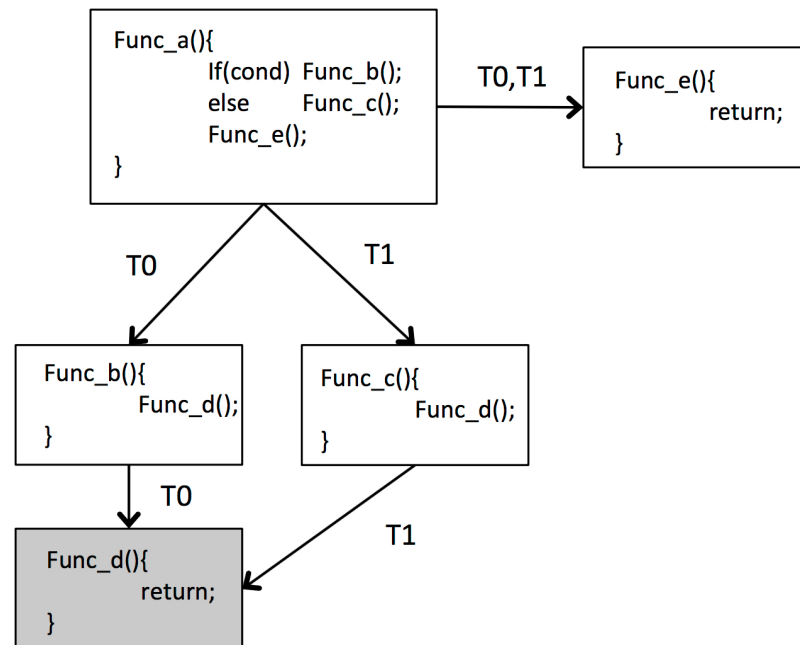 Func_a(){
If(cond) Func_b();
else Func_c();
Func_e();
}
T0,T1
Func_e(){
return;
}
T0
T1
Func_b(){
Func_d();
}
Func_c(){
Func_d();
}
T0
T1
Func_d(){
return;
}